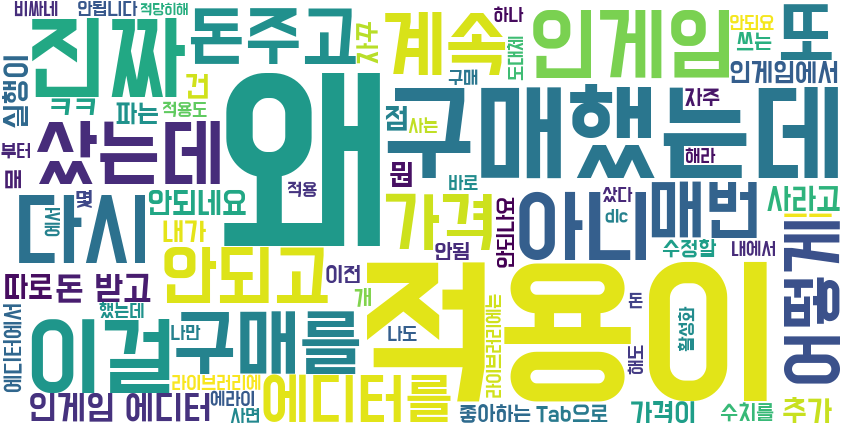 비싸네
안됩니다
적당히해
진짜
돈주고
자꾸
계속
하나
인게임
안되요
또
쓰는
도대체
인게임에서
실행이
ㅋㅋ
파는
건
적용도
구매
샀는데
왜
점
사는
구매했는데
자주
해라
부터
몸
뭔
바로
다시
해서
몇
안되네요
적용
가격
안되나요
아니
샀다
dlc
매번
사라고
내가
안됨
수정할
내에서
어떻게
따로
돈 받고
안되고
이전
개
적용이
라이브러리에는
돈
활성화
에디터에서
이걸
했는데
나만
구매를
나도
해도
라이브러리에
에디터를
인게임 에디터
에라이
사면
좋아하는 Tab으로
가격이
수치를
추가